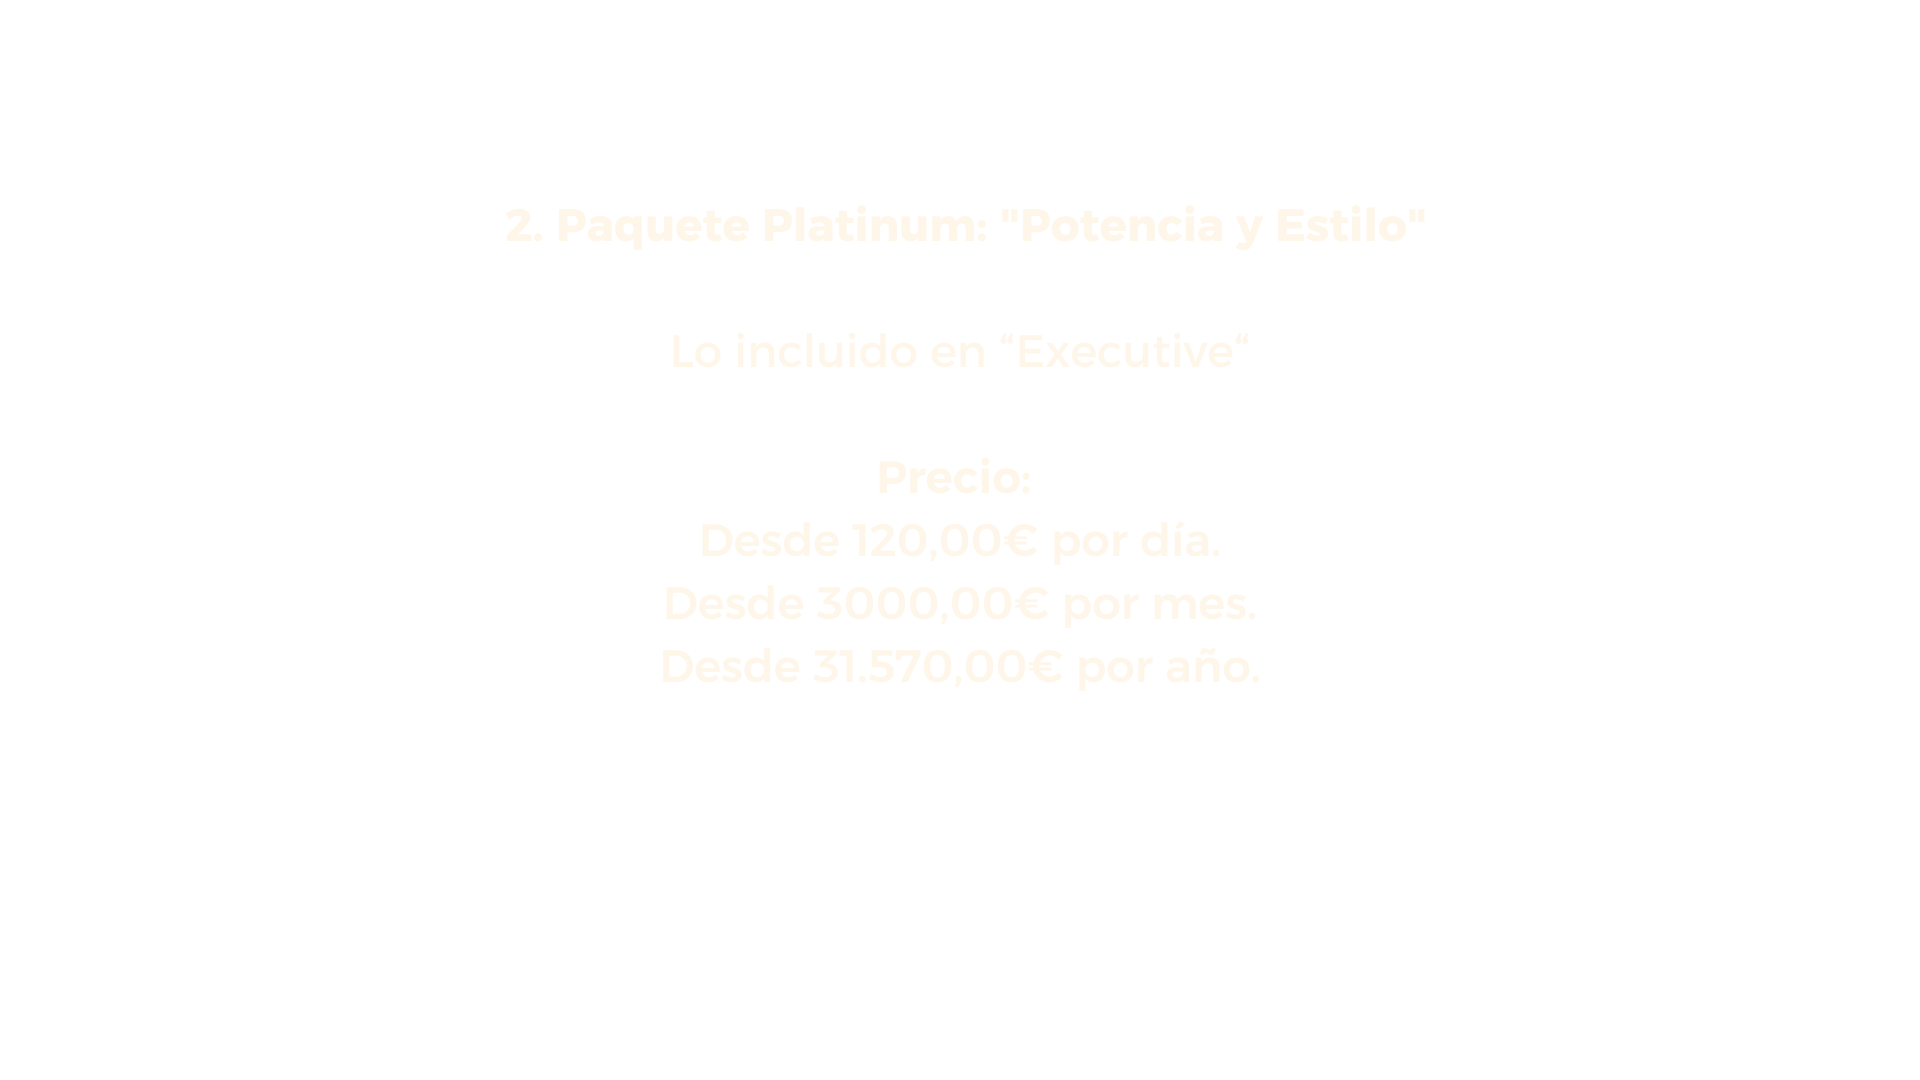 2. Paquete Platinum: "Potencia y Estilo"
Lo incluido en “Executive“
Precio:
Desde 120,00€ por día.
Desde 3000,00€ por mes.
Desde 31.570,00€ por año.